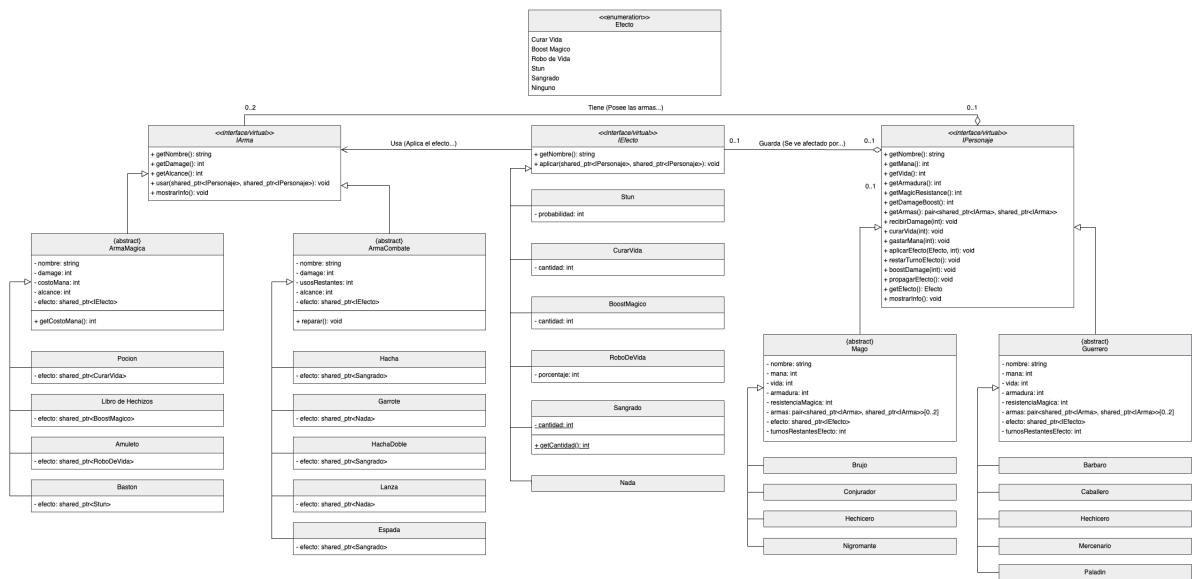 <<enumeration>>
Efecto
Curar Vida
Boost Magico
Robo de Vida
Stun
Sangrado
Ninguno
0..2
Tiene (Posee las armas...)
0..1
<<interface/virtual>>
IArma
+ getNombre(): string
+ getDamage(): int
+ getAlcance(): int
+ usar(shared_ptr<IPersonaje>, shared_ptr<IPersonaje>): void
+ mostrarInfo(): void
Usa (Aplica el efecto...)
<<interface/virtual>>
IEfecto
+ getNombre(): string
+ aplicar(shared_ptr<IPersonaje>, shared_ptr<IPersonaje>): void
0..1
Guarda (Se ve afectado por...)
0..1
0..1
<<interface/virtual>>
IPersonaje
+ getNombre(): string
+ getMana(): int
+ getVida(): int
+ getArmadura(): int
+ getMagicResistance(): int
+ getDamageBoost(): int
+ getArmas(): pair<shared_ptr<IArma>, shared_ptr<IArma>>
+ recibirDamage(int): void
+ curarVida(int): void
+ gastarMana(int): void
+ aplicarEfecto(Efecto, int): void
+ restarTurnoEfecto(): void
+ boostDamage(int): void
+ propagarEfecto(): void
+ getEfecto(): Efecto
+ mostrarInfo(): void
{abstract}
ArmaMagica
- nombre: string
- damage: int
- costoMana: int
- alcance: int
- efecto: shared_ptr<IEfecto>
+ getCostoMana(): int
Pocion
- efecto: shared_ptr<CurarVida>
Libro de Hechizos
- efecto: shared_ptr<BoostMagico>
Amuleto
- efecto: shared_ptr<RoboDeVida>
Baston
- efecto: shared_ptr<Stun>
{abstract}
ArmaCombate
- nombre: string
- damage: int
- usosRestantes: int
- alcance: int
- efecto: shared_ptr<IEfecto>
+ reparar(): void
Hacha
- efecto: shared_ptr<Sangrado>
Garrote
- efecto: shared_ptr<Nada>
HachaDoble
- efecto: shared_ptr<Sangrado>
Lanza
- efecto: shared_ptr<Nada>
Espada
- efecto: shared_ptr<Sangrado>
Stun
- probabilidad: int
CurarVida
- cantidad: int
BoostMagico
- cantidad: int
RoboDeVida
- porcentaje: int
Sangrado
- cantidad: int
+ getCantidad(): int
Nada
{abstract}
Mago
- nombre: string
- mana: int
- vida: int
- armadura: int
- resistenciaMagica: int
- armas: pair<shared_ptr<IArma>, shared_ptr<IArma>>[0..2]
- efecto: shared_ptr<IEfecto>
- turnosRestantesEfecto: int
Brujo
Conjurador
Hechicero
Nigromante
{abstract}
Guerrero
- nombre: string
- mana: int
- vida: int
- armadura: int
- resistenciaMagica: int
- armas: pair<shared_ptr<IArma>, shared_ptr<IArma>>[0..2]
- efecto: shared_ptr<IEfecto>
- turnosRestantesEfecto: int
Barbaro
Caballero
Hechicero
Mercenario
Paladin